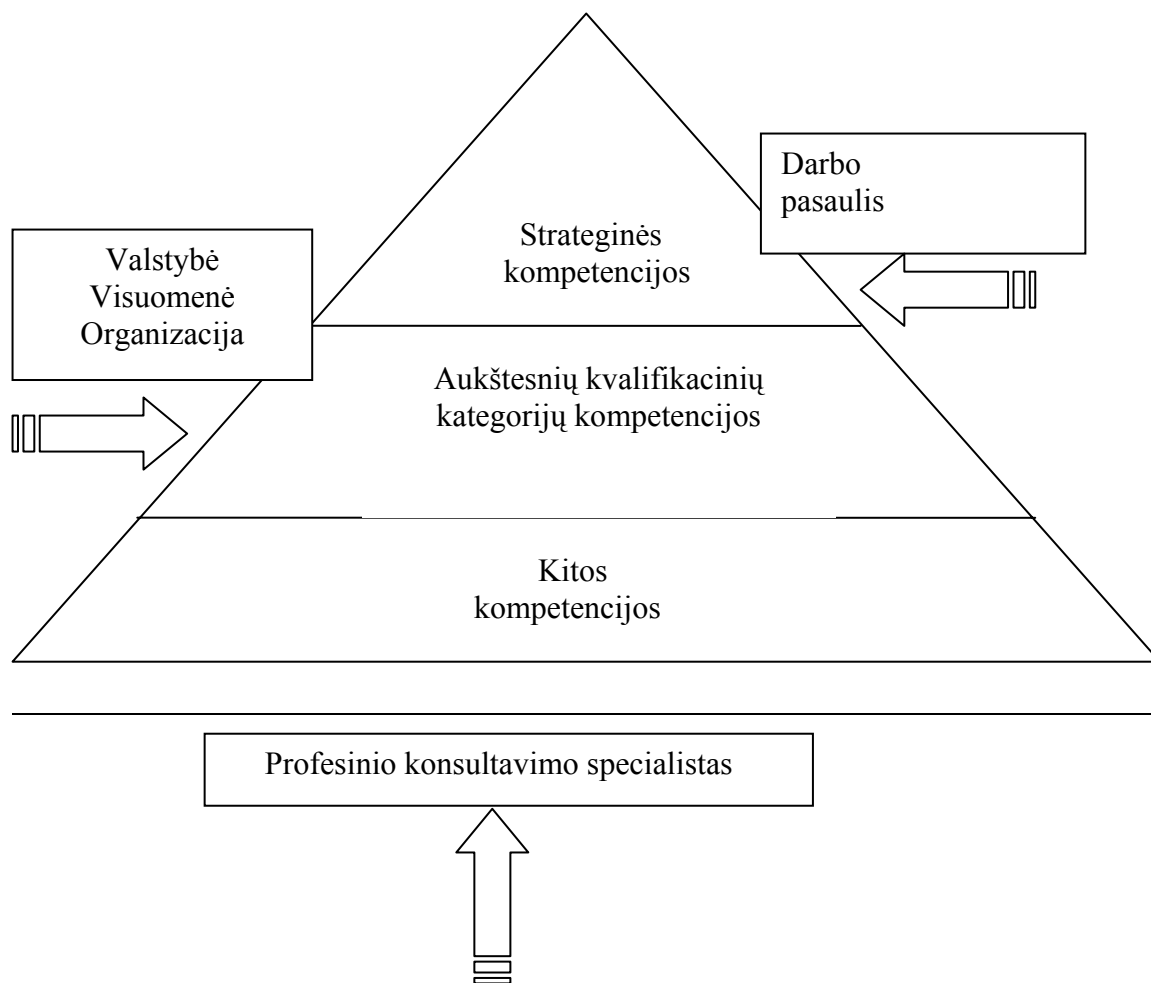 Darbo
pasaulis
Strateginės
kompetencijos
Valstybė
Visuomenė
Organizacija
Aukštesnių kvalifikacinių
kategorijų kompetencijos
Kitos
kompetencijos
Profesinio konsultavimo specialistas